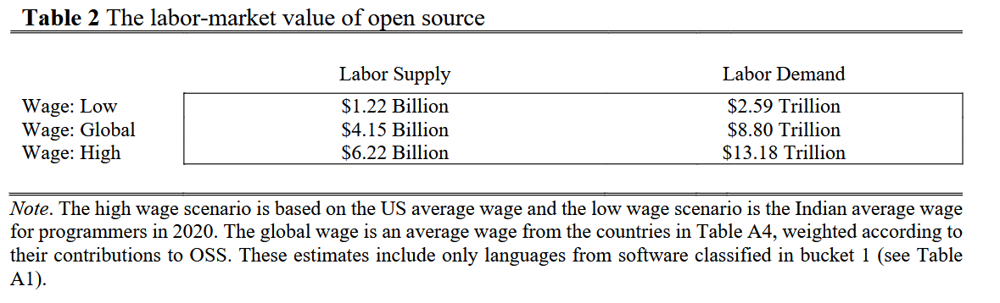 Table 2 The labor-market value of open source
Labor Supply Labor Demand
Wage: Low $1.22 Billion $2.59 Trillion
Wage: Global $4.15 Billion $8.80 Trillion
Wage: High $6.22 Billion $13.18 Trillion
Note. The high wage scenario is based on the US average wage and the low wage scenario is the Indian average wage
for programmers in 2020. The global wage is an average wage from the countries in Table A4, weighted according to
their contributions to OSS. These estimates include only languages from software classified in bucket 1 (see Table
A1).